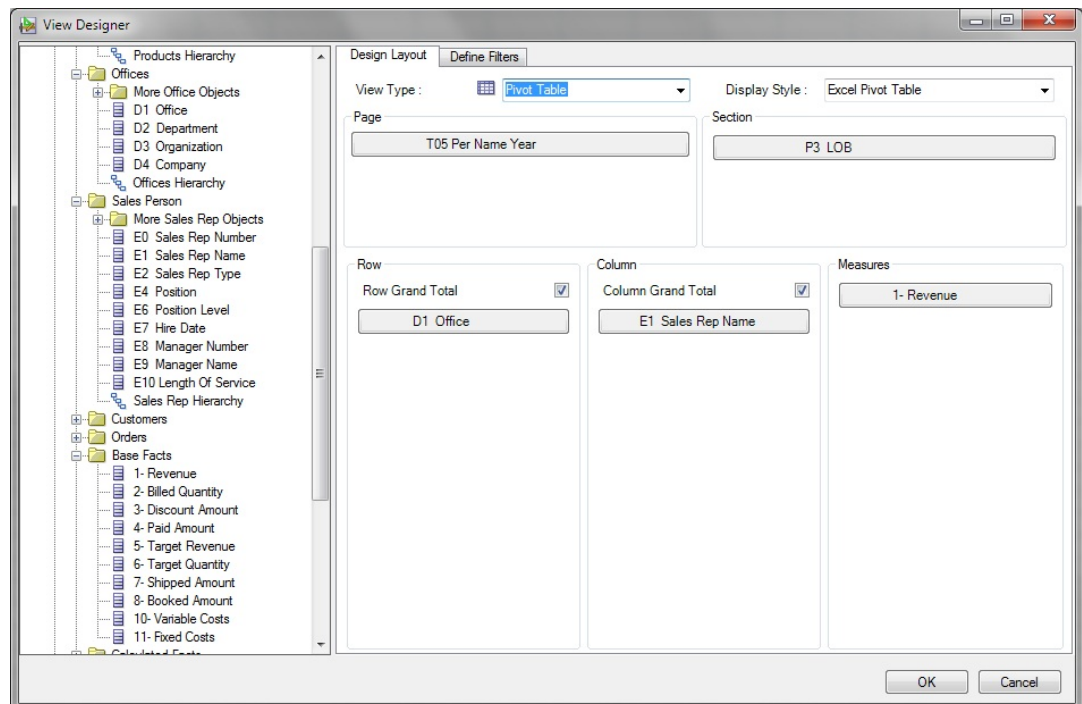 View Designer
Products Hierarchy
Offices
More Office Objects
D1 Office
D2 Department
D3 Organization
D4 Company
Offices Hierarchy
Sales Person
More Sales Rep Objects
E0 Sales Rep Number
E1 Sales Rep Name
E2 Sales Rep Type
E4 Position
E6 Position Level
E7 Hire Date
E8 Manager Number
E9 Manager Name
E10 Length Of Service
Sales Rep Hierarchy
Customers
Orders
Base Facts
1- Revenue
2- Billed Quantity
3- Discount Amount
4- Paid Amount
5- Target Revenue
6- Target Quantity
7- Shipped Amount
8- Booked Amount
10- Variable Costs
11- Fixed Costs
Calculated Facts
Design Layout Define Filters
View Type : Pivot Table Display Style : Excel Pivot Table
Page Section
T05 Per Name Year P3 LOB
Row Column Measures
Row Grand Total Column Grand Total 1- Revenue
D1 Office E1 Sales Rep Name
OK Cancel